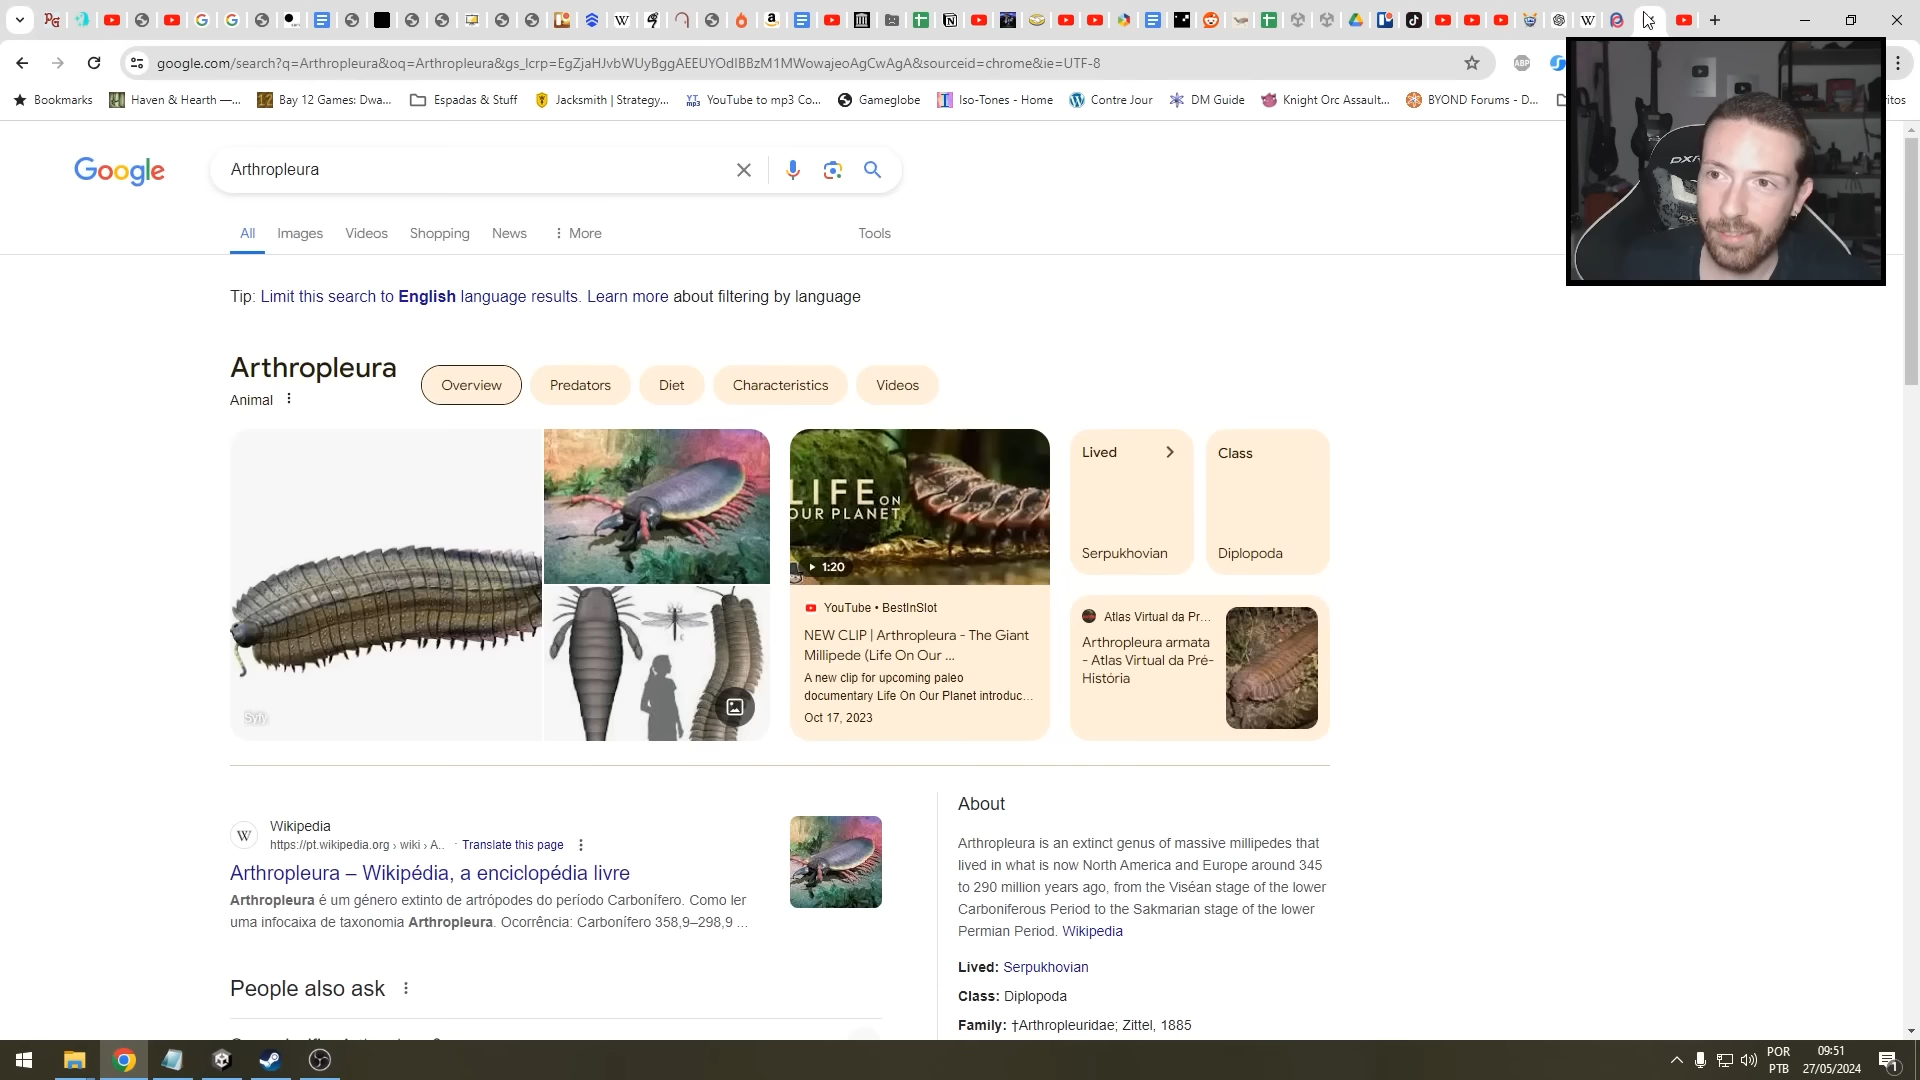 google.com/search?q=Arthropleura&oq=Arthropleura&gs_lcrp=EgZjaHJvbWUyBggAEEUYOdIBBzM1MWowajeoAgCwAgA&sourceid=chrome&ie=UTF-8
Bookmarks
Haven & Hearth —...
Bay 12 Games: Dwa...
Espadas & Stuff
Jacksmith | Strategy...
YouTube to mp3 Co...
Gameglobe
Iso-Tones - Home
Contre Jour
DM Guide
Knight Orc Assault...
BYOND Forums - D...
Google
Arthropleura
All
Images
Videos
Shopping
News
More
Tools
Tip: Limit this search to English language results. Learn more about filtering by language
Arthropleura
Animal
Overview
Predators
Diet
Characteristics
Videos
Syfy
LIFE ON
OUR PLANET
1:20
YouTube • BestInSlot
NEW CLIP | Arthropleura - The Giant
Millipede (Life On Our ...
A new clip for upcoming paleo
documentary Life On Our Planet introduc...
Oct 17, 2023
Lived
Serpukhovian
Class
Diplopoda
Atlas Virtual da Pr...
Arthropleura armata
- Atlas Virtual da Pré-
História
Wikipedia
https://pt.wikipedia.org › wiki › A.. · Translate this page
Arthropleura – Wikipédia, a enciclopédia livre
Arthropleura é um género extinto de artrópodes do período Carbonífero. Como ler
uma infocaixa de taxonomia Arthropleura. Ocorrência: Carbonífero 358,9–298,9 ...
People also ask
About
Arthropleura is an extinct genus of massive millipedes that
lived in what is now North America and Europe around 345
to 290 million years ago, from the Viséan stage of the lower
Carboniferous Period to the Sakmarian stage of the lower
Permian Period. Wikipedia
Lived: Serpukhovian
Class: Diplopoda
Family: †Arthropleuridae; Zittel, 1885
POR
PTB
09:51
27/05/2024